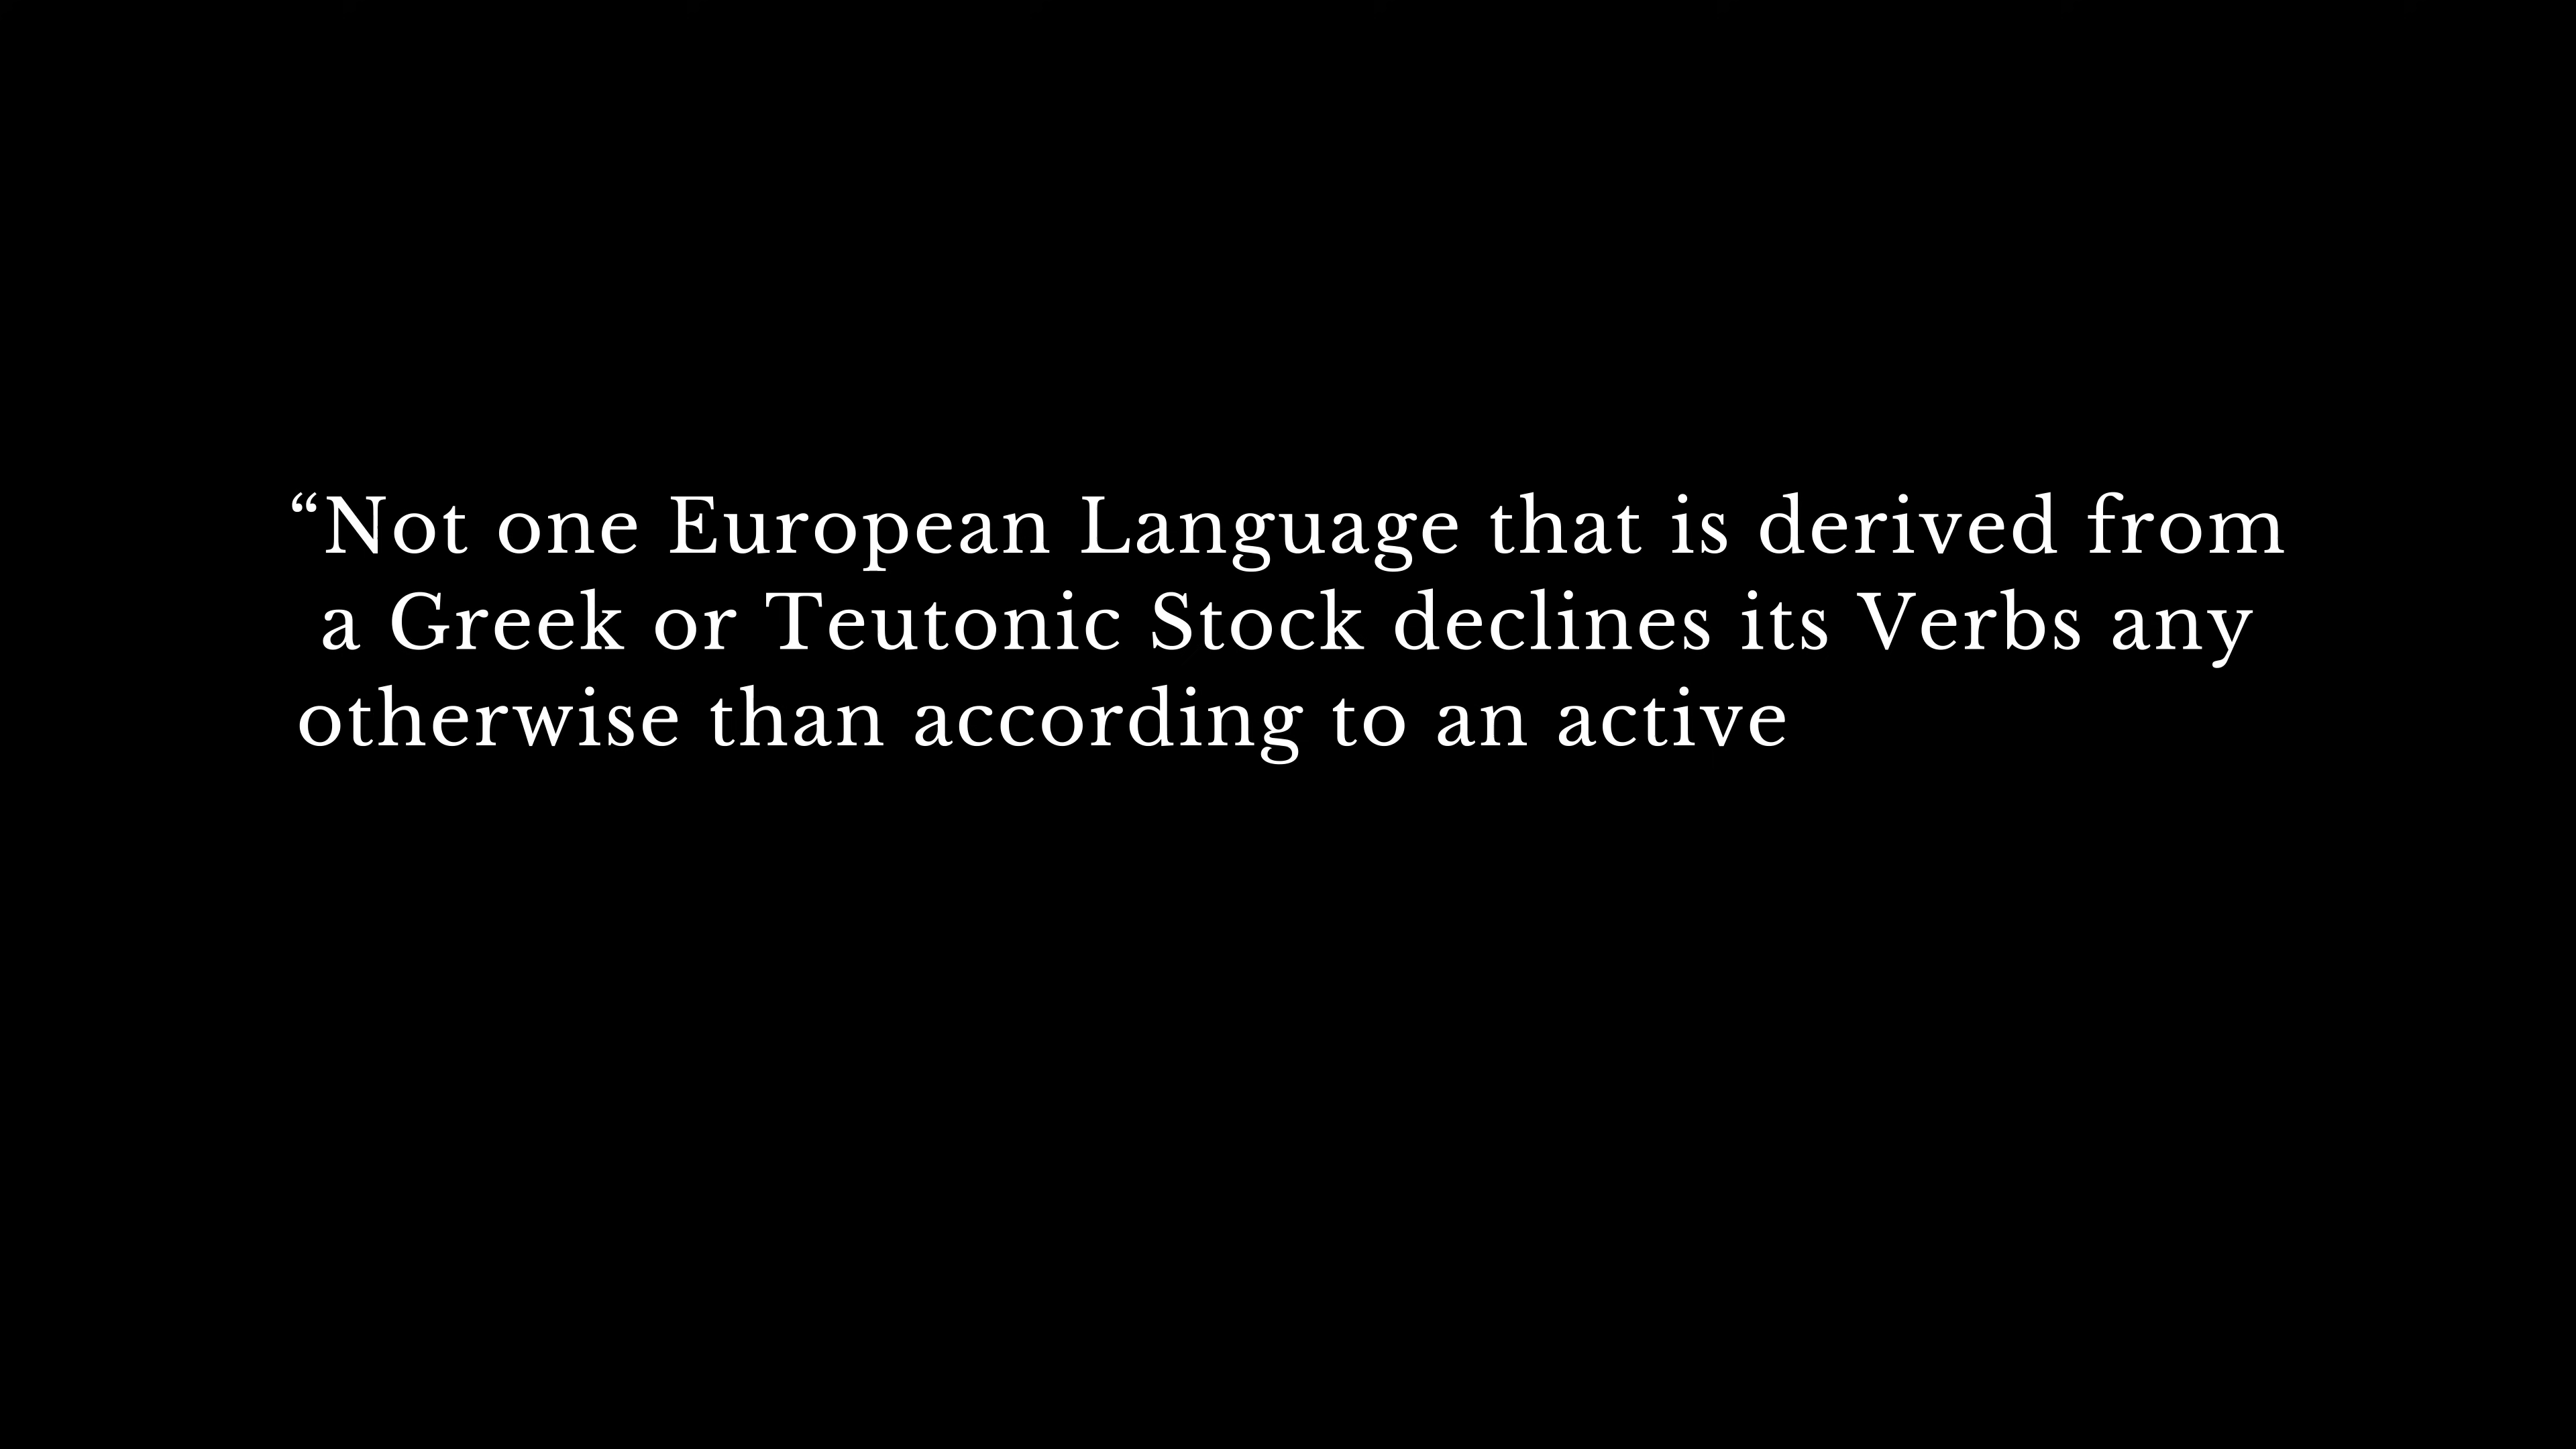 “Not one European Language that is derived from
a Greek or Teutonic Stock declines its Verbs any
otherwise than according to an active